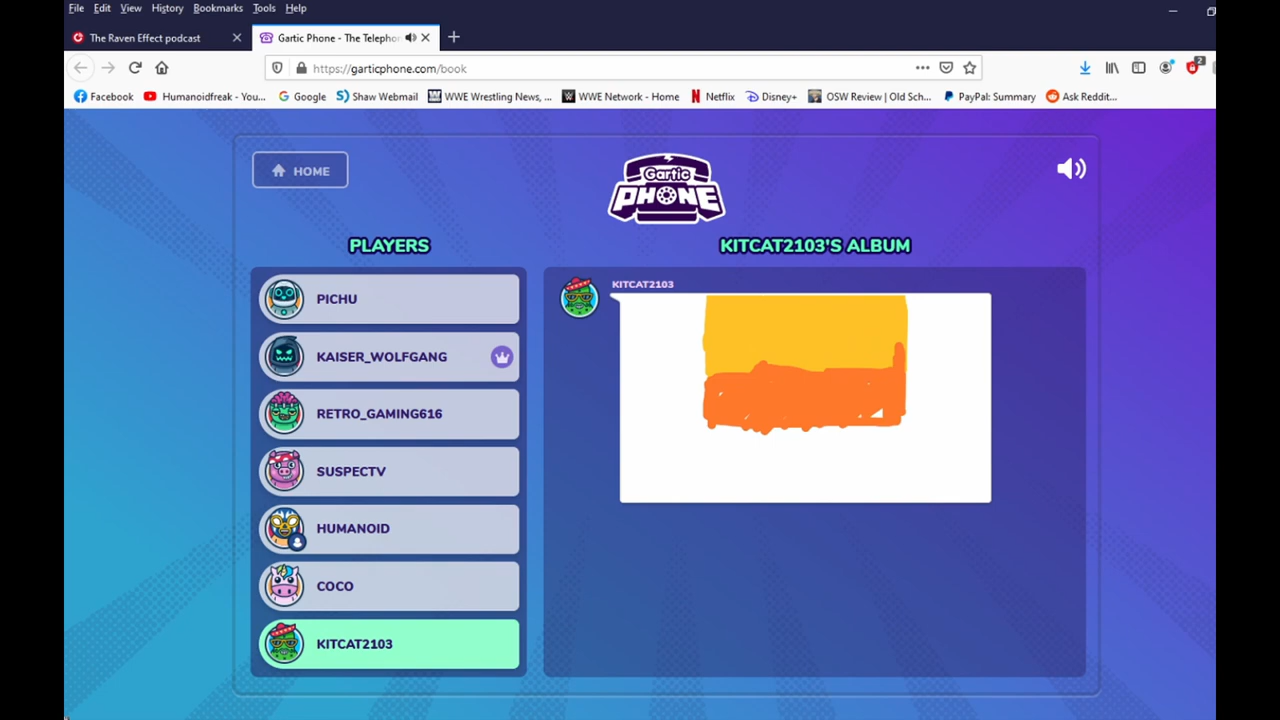 File Edit View History Bookmarks Tools Help
The Raven Effect podcast
Gartic Phone - The Telepho
https://garticphone.com/book
Facebook Humanoidfreak - You... Google Shaw Webmail WWE Wrestling News, ... WWE Network - Home Netflix Disney+ OSW Review | Old Sch... PayPal: Summary Ask Reddit...
2
HOME
Gartic
PHONE
PLAYERS
KITCAT2103'S ALBUM
PICHU
KAISER_WOLFGANG
RETRO_GAMING616
SUSPECTV
HUMANOID
COCO
KITCAT2103
KITCAT2103